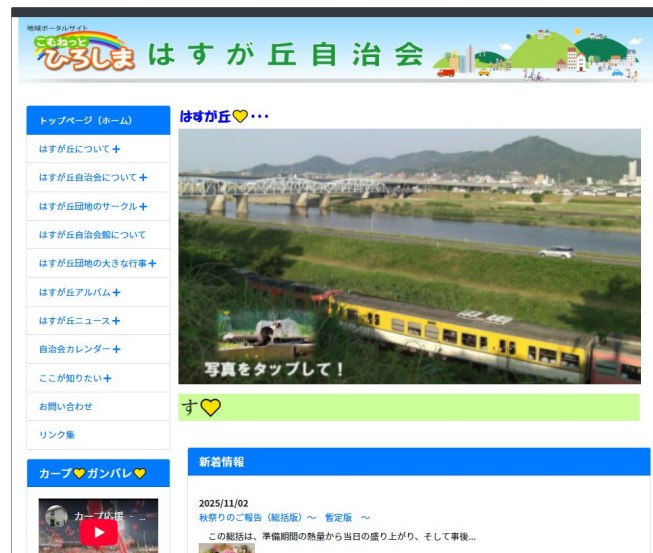 地域ポータルサイト
こむねっと
ひろしま
はすが丘自治会
トップページ（ホーム）
はすが丘💛・・・
はすが丘について＋
はすが丘自治会について＋
はすが丘団地のサークル＋
はすが丘自治会館について
はすが丘団地の大きな行事＋
はすが丘アルバム＋
はすが丘ニュース＋
自治会カレンダー＋
ここが知りたい＋
お問い合わせ
リンク集
写真をタップして！
す💛
カープ💛ガンバレ💛
カープ応援 - ...
新着情報
2025/11/02
秋祭りのご報告（総括版）～　暫定版　～
この総括は、準備期間の熱量から当日の盛り上がり、そして事後...